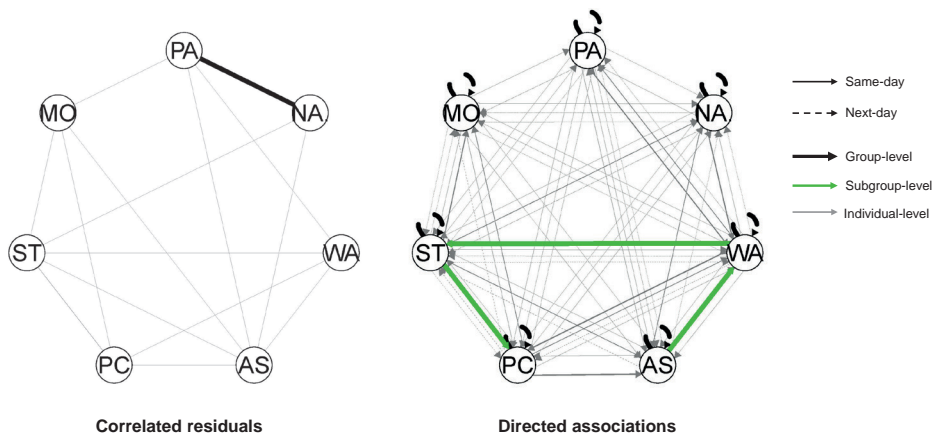 PA
MO
NA.
ST
WA
PC
AS
Correlated residuals
PA
MO
NA.
ST
WA
PC
AS
Directed associations
Same-day
Next-day
Group-level
Subgroup-level
Individual-level